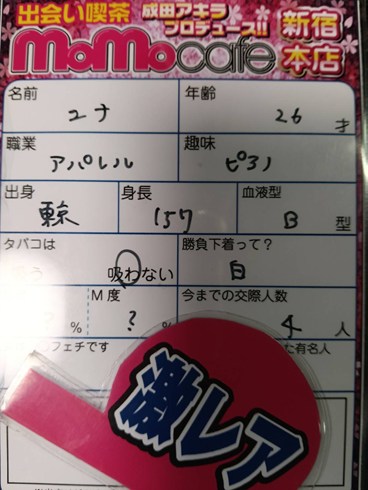 出会い喫茶 成田アキラ プロデュース!! 新宿本店
MoMocafe
名前 年齢
ユナ 26 才
職業 趣味
アパレル ピアノ
出身 身長 血液型
東京 157 B 型
タバコは 勝負下着って?
吸わない 白
M度 今までの交際人数
? % ? % 4 人
フェチです た有名人
激レア